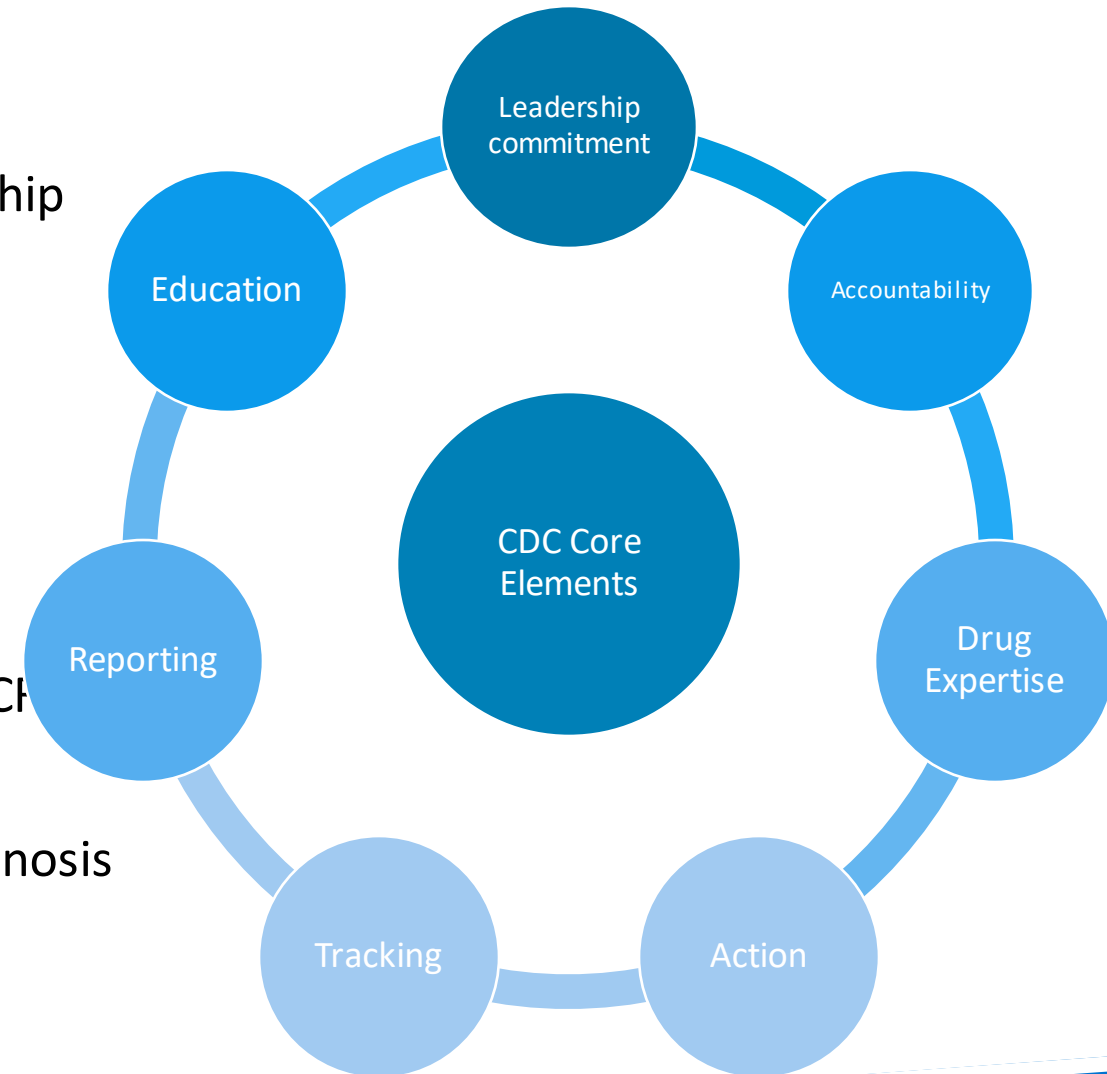 Leadership
commitment
hip
Education
Accountability
CDC Core
Elements
Drug
Expertise
Reporting
nosis
Tracking
Action